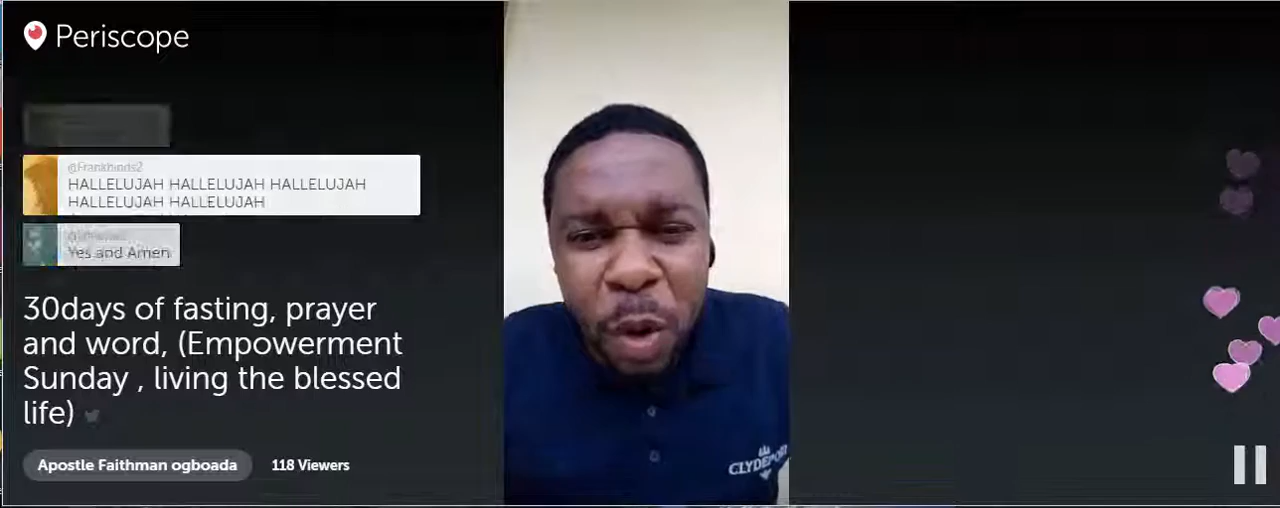 Periscope
@Frankhinds2
HALLELUJAH HALLELUJAH HALLELUJAH
HALLELUJAH HALLELUJAH
Yes and Amen
30days of fasting, prayer
and word, (Empowerment
Sunday , living the blessed
life)
Apostle Faithman ogboada
118 Viewers